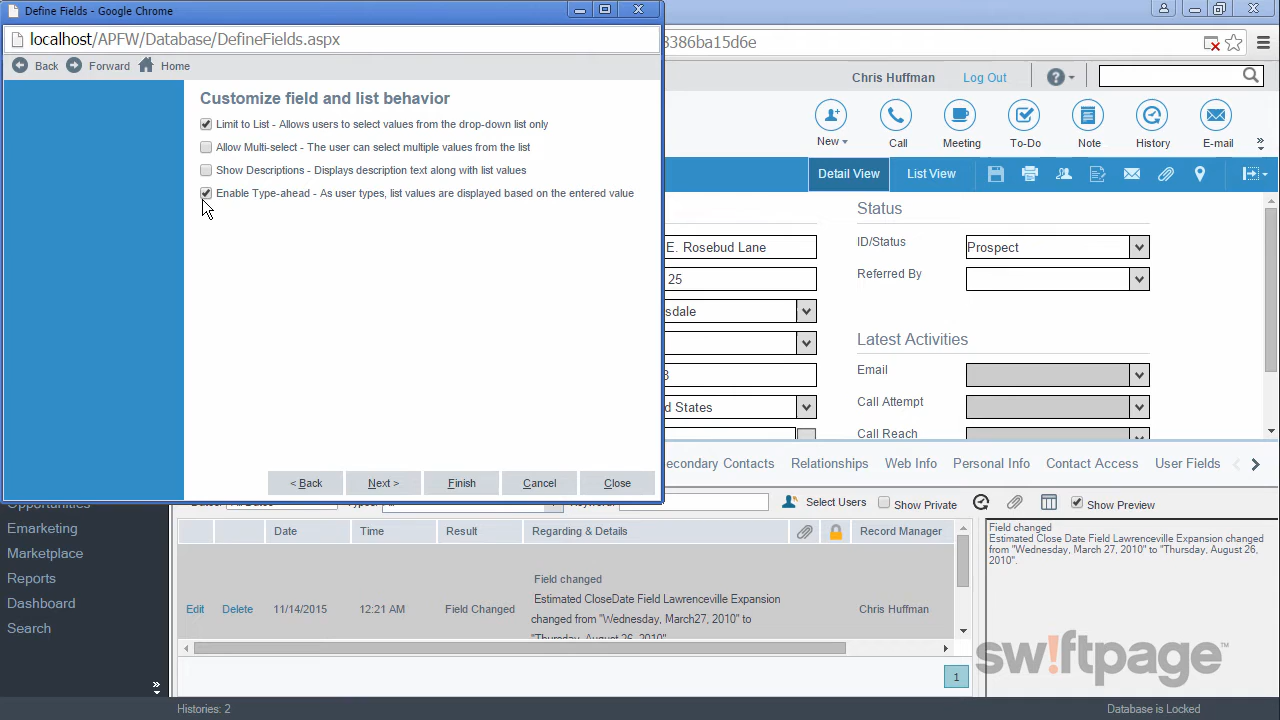 Define Fields - Google Chrome
localhost/APFW/Database/DefineFields.aspx
8386ba15d6e
Back Forward Home
Chris Huffman Log Out
Customize field and list behavior
Limit to List - Allows users to select values from the drop-down list only
Allow Multi-select - The user can select multiple values from the list
Show Descriptions - Displays description text along with list values
Enable Type-ahead - As user types, list values are displayed based on the entered value
< Back Next > Finish Cancel Close
New Call Meeting To-Do Note History E-mail
Detail View List View
Status
E. Rosebud Lane
ID/Status Prospect
25
Referred By
sdale
Latest Activities
Email
d States
Call Attempt
Call Reach
econdary Contacts Relationships Web Info Personal Info Contact Access User Fields
Select Users Show Private Show Preview
Opportunities
Emarketing
Marketplace
Reports
Dashboard
Search
Date Time Result Regarding & Details Record Manager
Field changed
Edit Delete 11/14/2015 12:21 AM Field Changed Estimated CloseDate Field Lawrenceville Expansion Chris Huffman
changed from "Wednesday, March27, 2010" to
"Thursday, August 26, 2010"
Field changed
Estimated Close Date Field Lawrenceville Expansion changed
from "Wednesday, March 27, 2010" to "Thursday, August 26,
2010".
1
sw!ftpage™
Histories: 2
Database is Locked